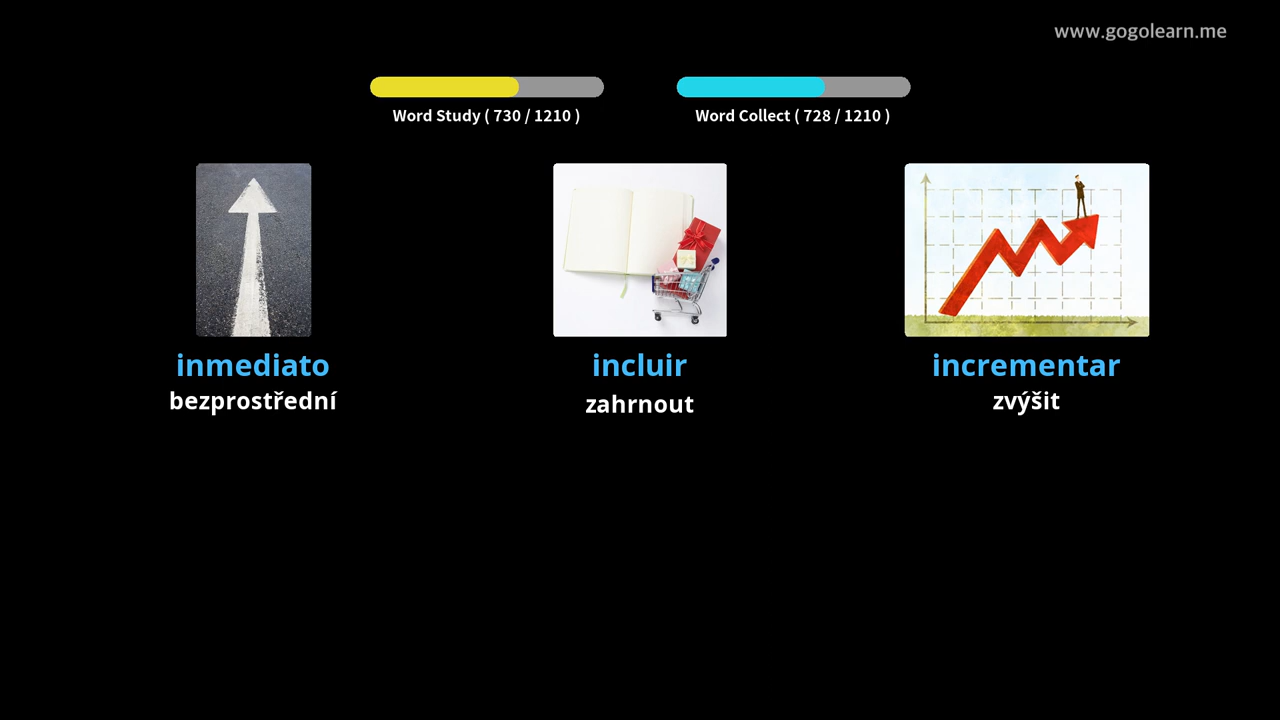 www.gogolearn.me
Word Study ( 730 / 1210 )
Word Collect ( 728 / 1210 )
inmediato
bezprostřední
incluir
zahrnout
incrementar
zvýšit